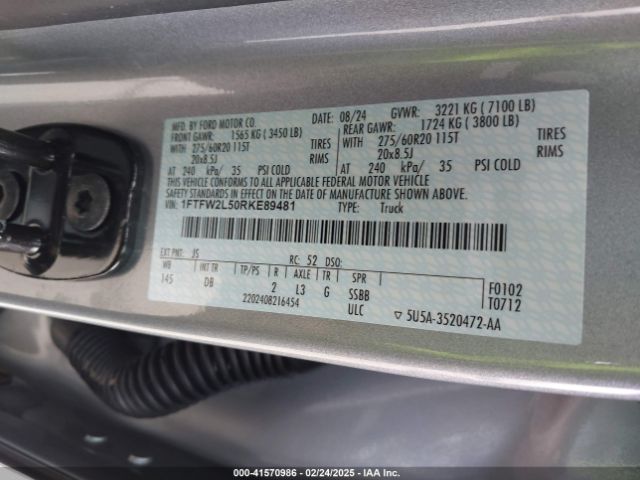 MFD. BY FORD MOTOR CO. DATE: 08/24 GVWR: 3221 KG ( 7100 LB)
FRONT GAWR: 1565 KG ( 3450 LB) REAR GAWR: 1724 KG ( 3800 LB)
WITH 275/60R20 115T TIRES WITH 275/60R20 115T TIRES
20x8.5J RIMS 20x8.5J RIMS
AT 240 kPa/ 35 PSI COLD AT 240 kPa/ 35 PSI COLD
THIS VEHICLE CONFORMS TO ALL APPLICABLE FEDERAL MOTOR VEHICLE
SAFETY STANDARDS IN EFFECT ON THE DATE OF MANUFACTURE SHOWN ABOVE.
VIN: 1FTFW2L50RKE89481 TYPE: Truck
EXT PNT: JS RC: 52 DSO:
WB INT TR TP/PS R AXLE TR SPR
145 DB 2 L3 G SSBB F0102
2202408216454 ULC T0712
▽ 5U5A-3520472-AA
000-41570986 - 02/24/2025 - IAA Inc.